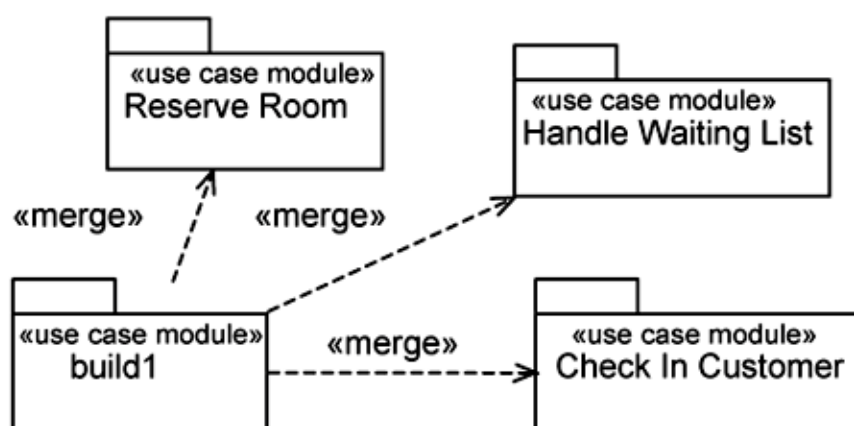 «use case module»
Reserve Room
«use case module»
Handle Waiting List
«merge»
«merge»
«use case module»
build1
«merge»
«use case module»
Check In Customer